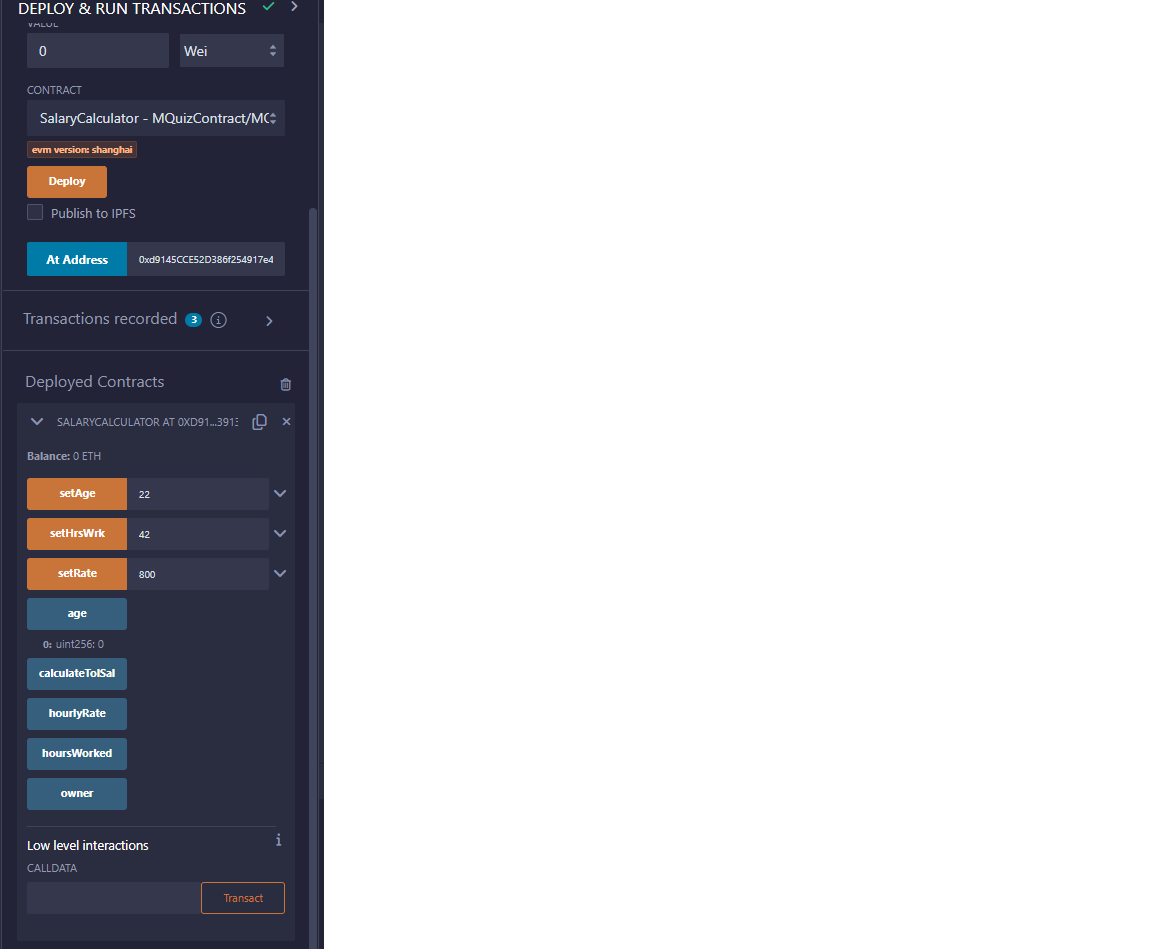 DEPLOY & RUN TRANSACTIONS
VALUE
0 Wei
CONTRACT
SalaryCalculator - MQuizContract/MQ
evm version: shanghai
Deploy
Publish to IPFS
At Address 0xd9145CCE52D386f254917e4
Transactions recorded 3 i
Deployed Contracts
SALARYCALCULATOR AT 0XD91...3913
Balance: 0 ETH
setAge 22
setHrsWrk 42
setRate 800
age
0: uint256: 0
calculateTolSal
hourlyRate
hoursWorked
owner
Low level interactions i
CALLDATA
Transact